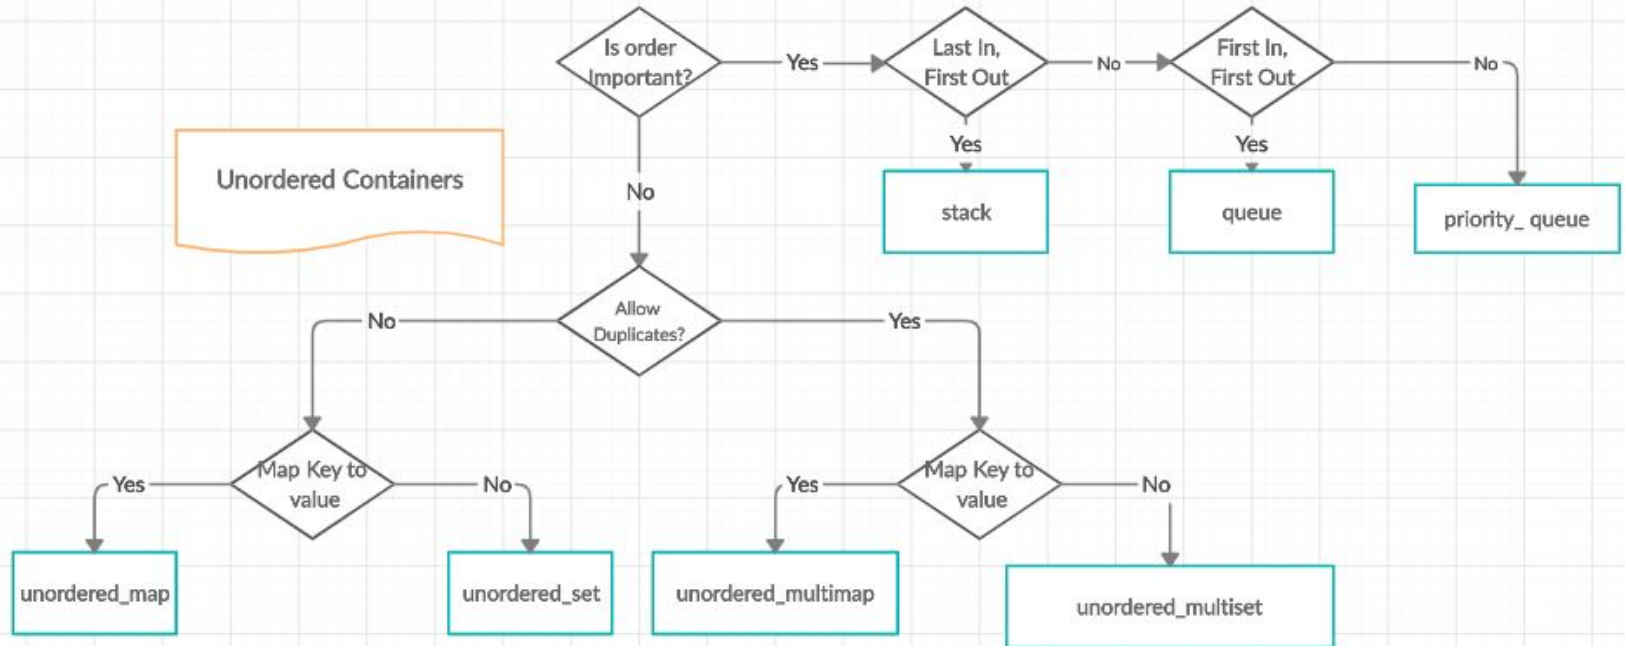 Is order
Important?
Yes
Last In,
First Out
No
First In,
First Out
No
Yes
Yes
Unordered Containers
No
stack
queue
priority_ queue
Allow
Duplicates?
No
Yes
Map Key to
value
Yes
No
Map Key to
value
Yes
No
unordered_map
unordered_set
unordered_multimap
unordered_multiset